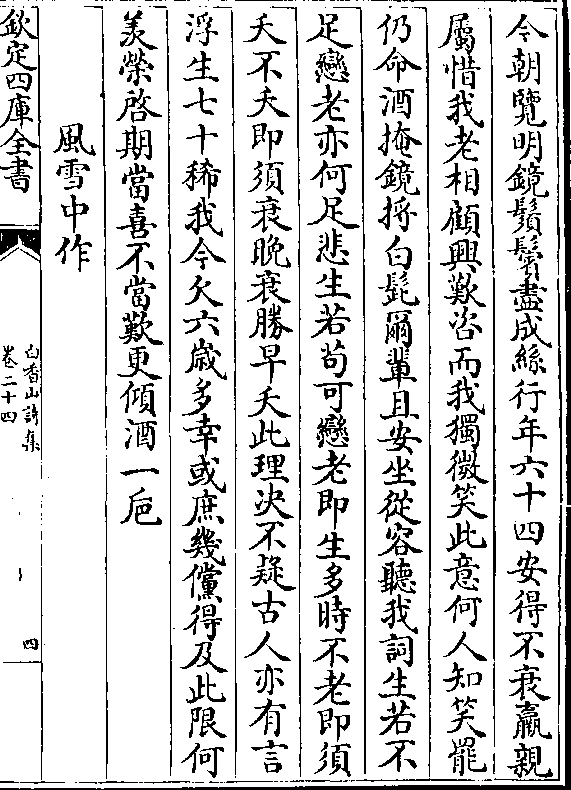 今朝覽明鏡鬚鬢盡成絲行年六十四安得不衰羸親
屬惜我老相顧興歎咨而我獨微笑此意何人知笑罷
仍命酒掩鏡捋白髭爾輩且安坐從容聽我詞生若不
足戀老亦何足悲生若苟可戀老即生多時不老即須
夭不夭即須衰晚衰勝早夭此理决不疑古人亦有言
浮生七十稀我今欠六歳多幸或庶幾儻得及此限何
羨榮啓期當喜不當歎更傾酒一巵
風雪中作
欽定四庫全書
白香山詩集
卷二十四
四